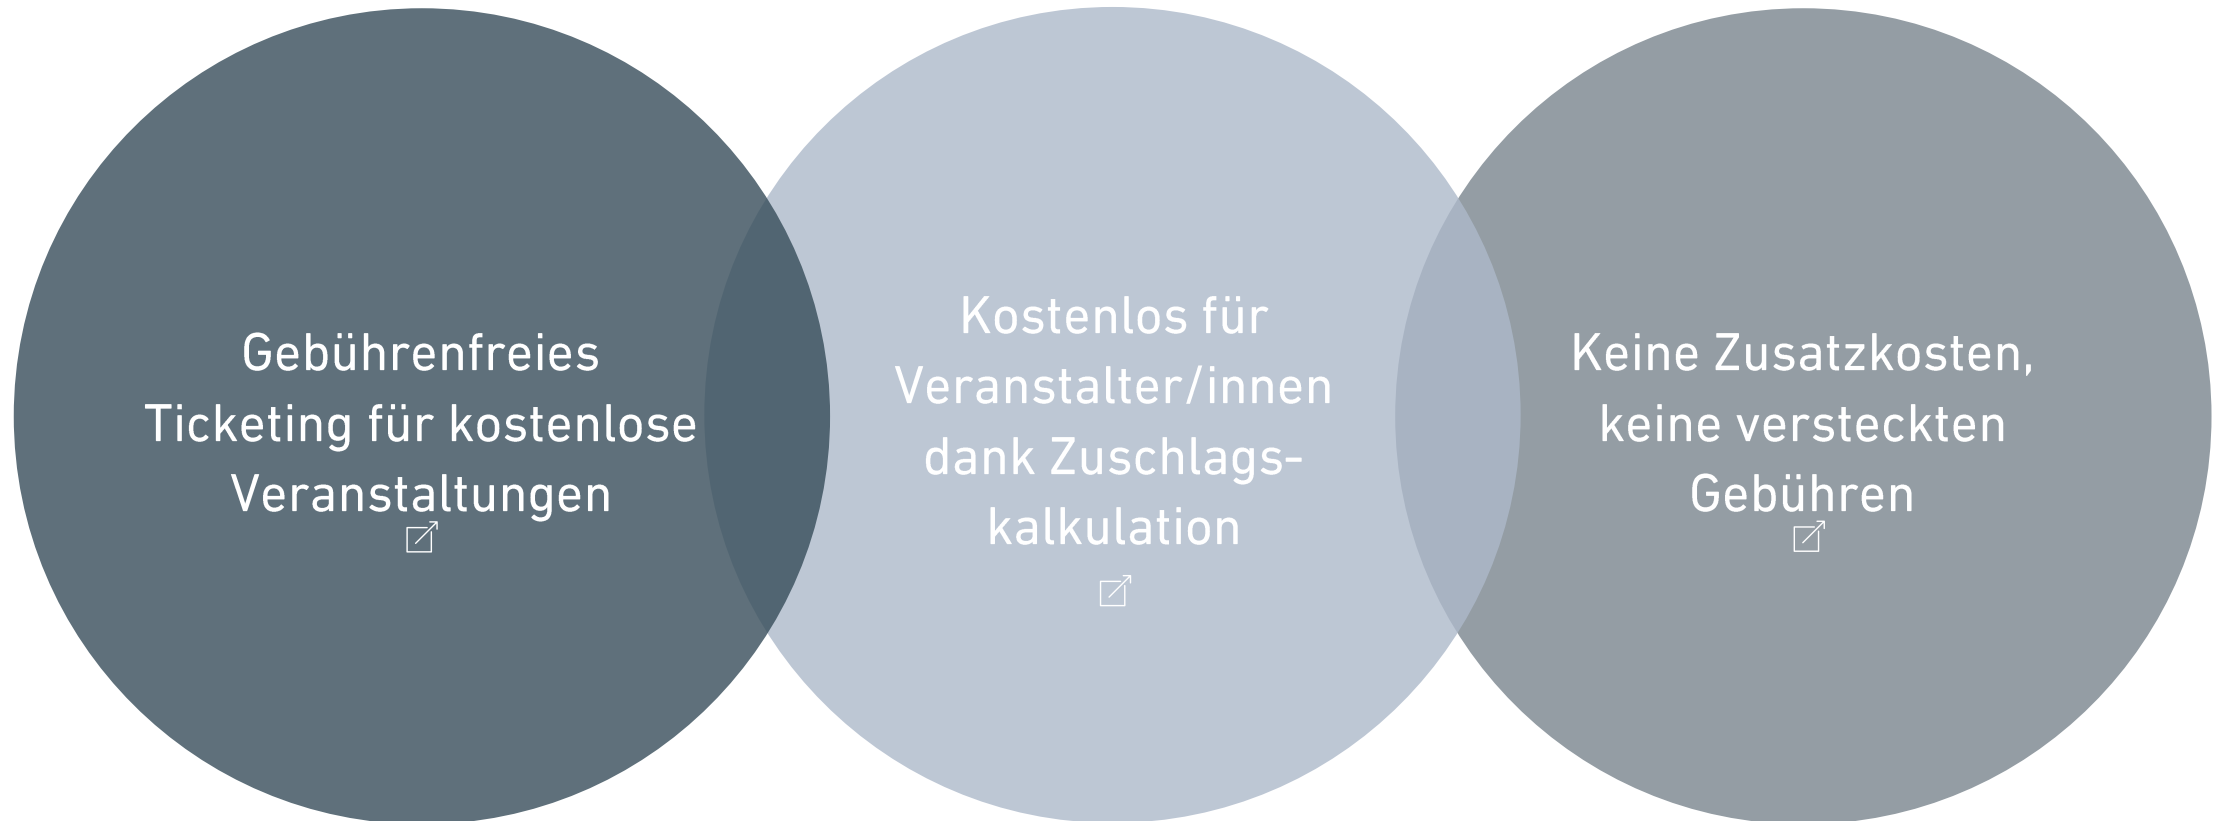 Gebührenfreies
Ticketing für kostenlose
Veranstaltungen
Kostenlos für
Veranstalter/innen
dank Zuschlags-
kalkulation
Keine Zusatzkosten,
keine versteckten
Gebühren